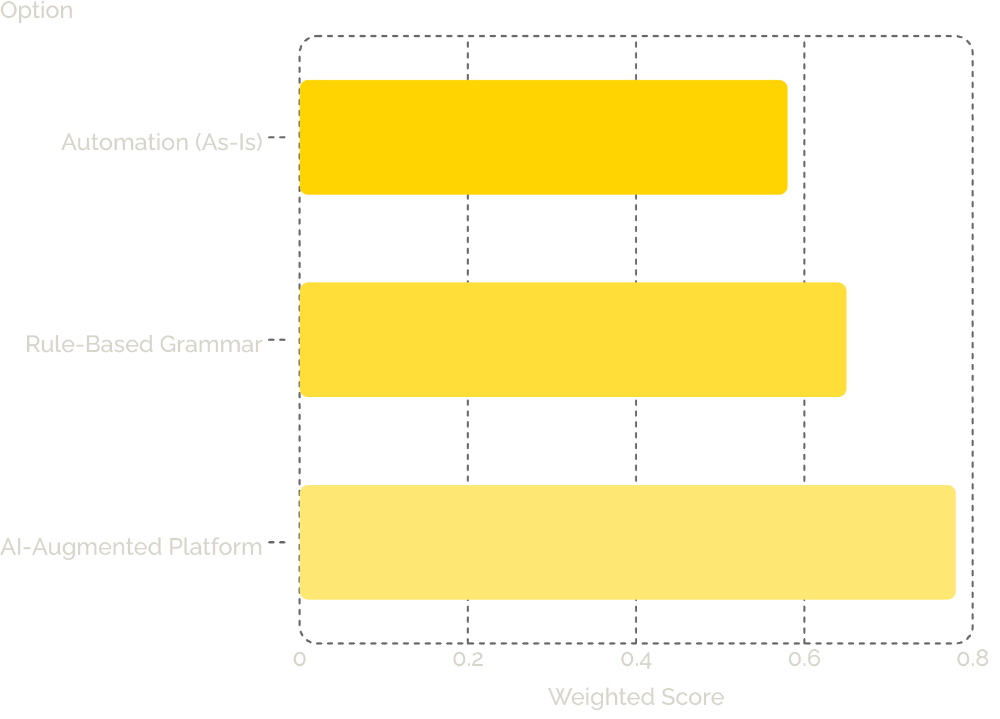 Option
Automation (As-Is)
Rule-Based Grammar
AI-Augmented Platform
0 0.2 0.4 0.6 0.8
Weighted Score